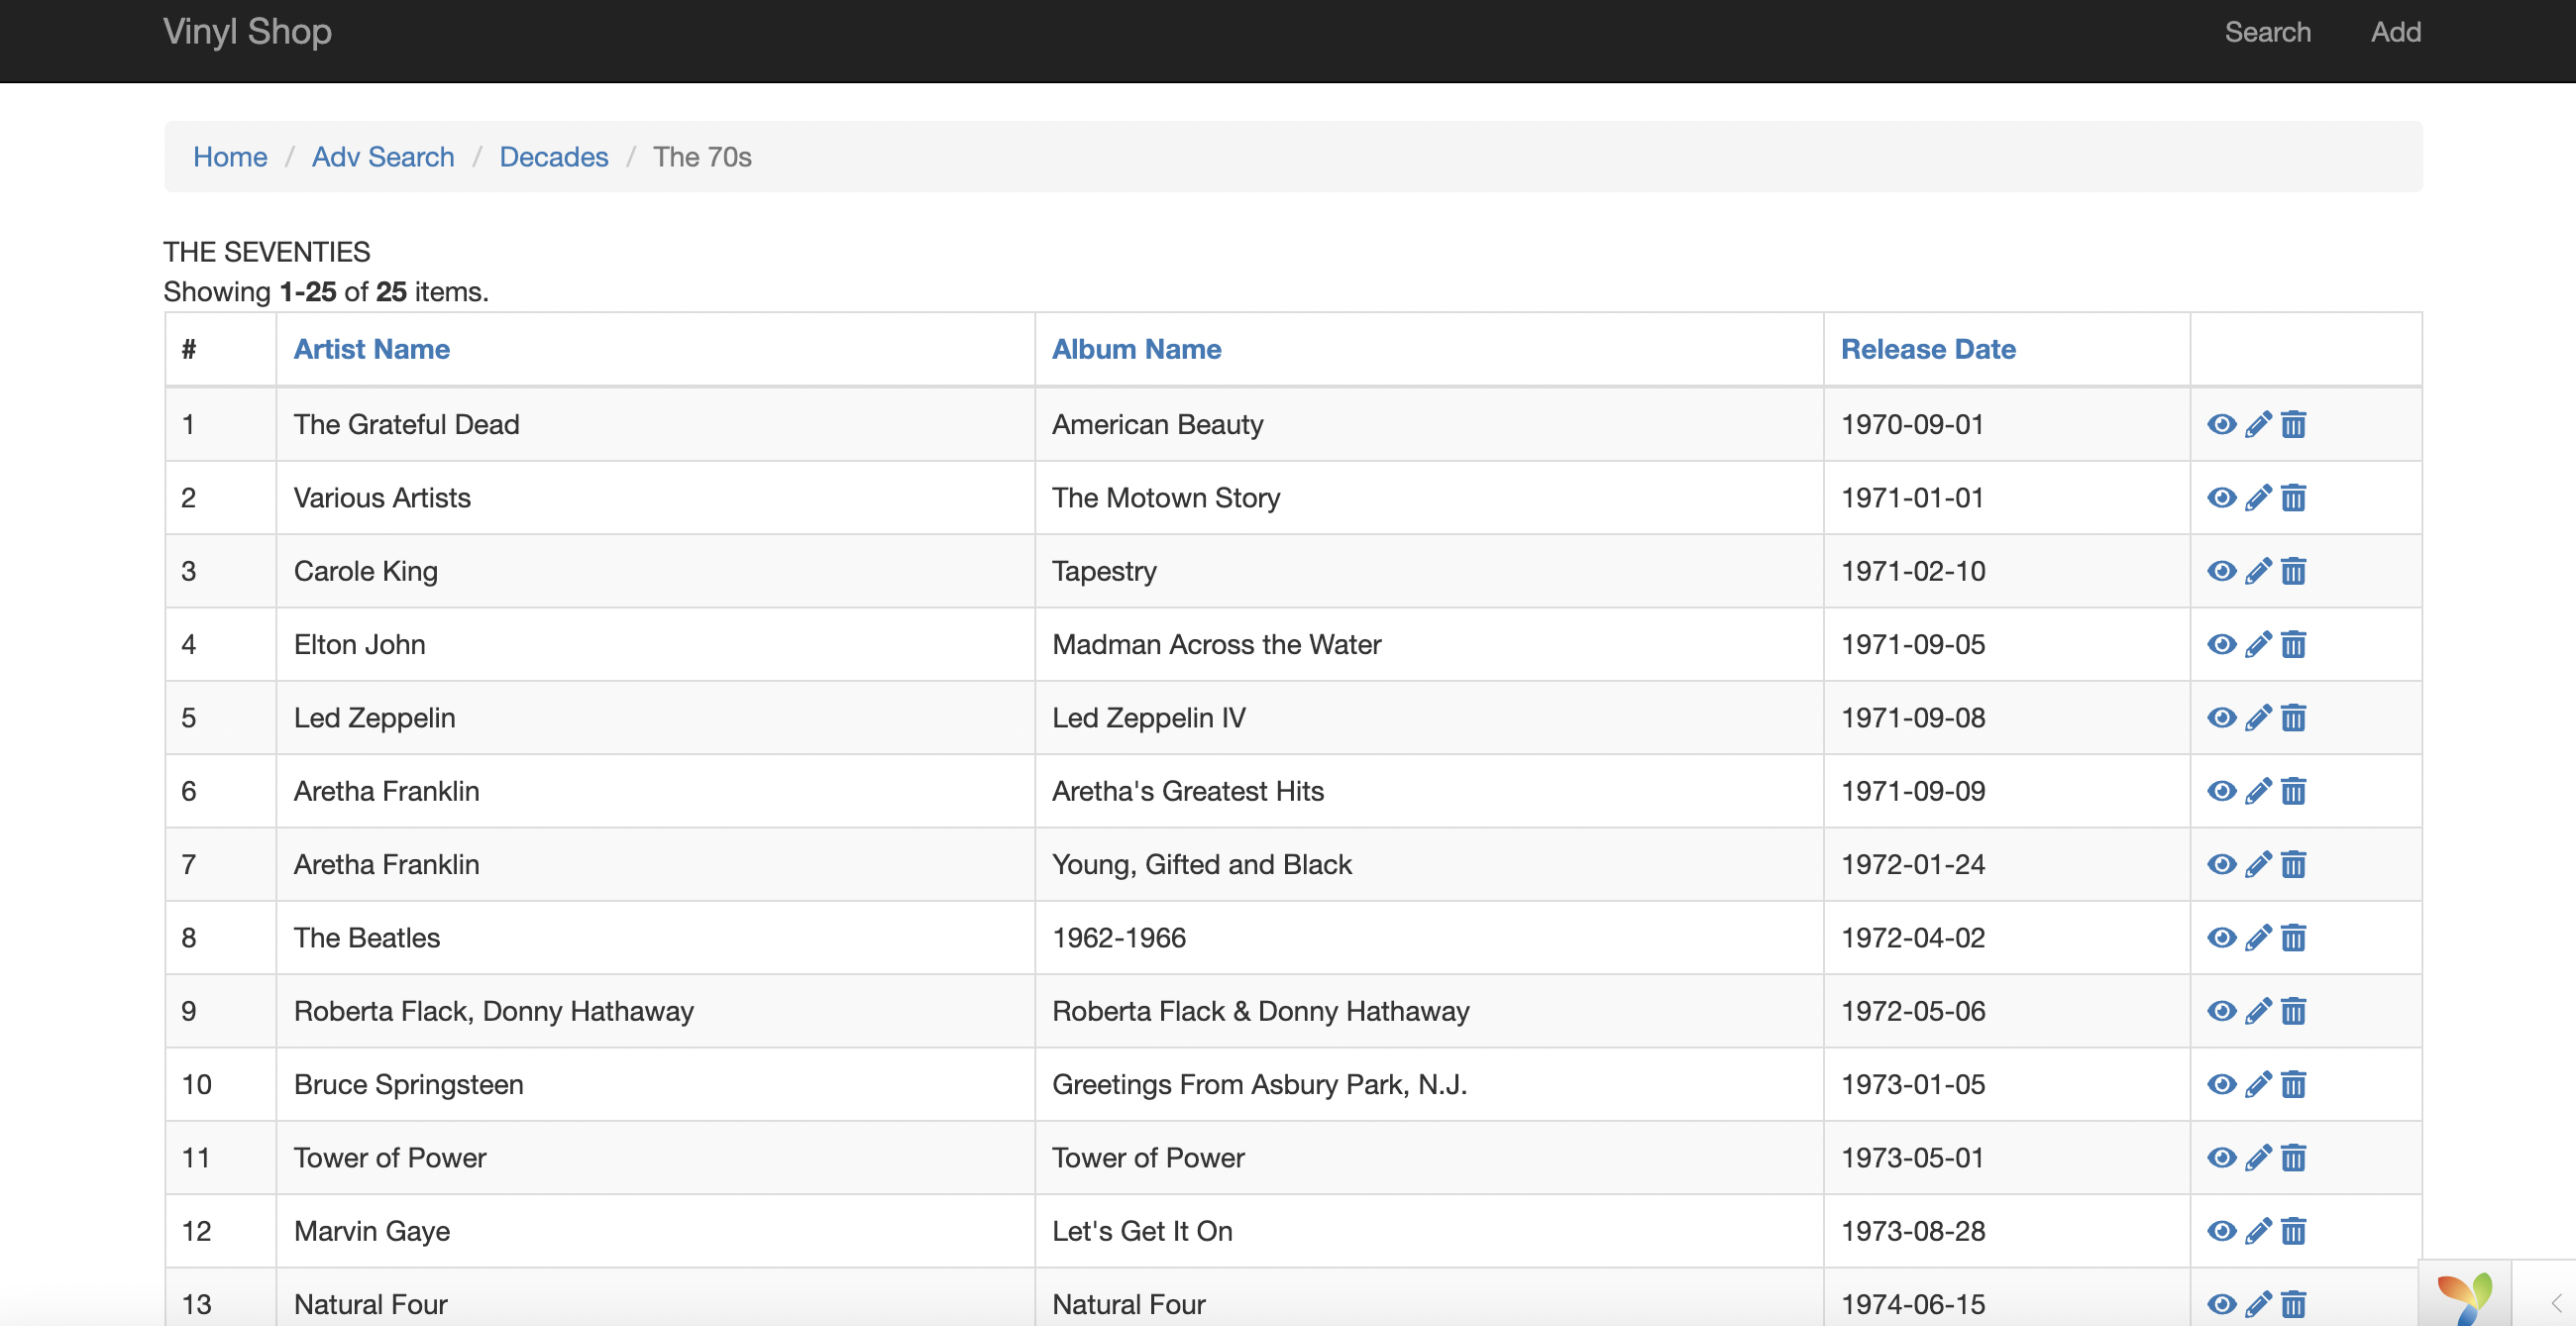 Vinyl Shop Search Add
Home / Adv Search / Decades / The 70s
THE SEVENTIES
Showing 1-25 of 25 items.
# Artist Name Album Name Release Date
1 The Grateful Dead American Beauty 1970-09-01
2 Various Artists The Motown Story 1971-01-01
3 Carole King Tapestry 1971-02-10
4 Elton John Madman Across the Water 1971-09-05
5 Led Zeppelin Led Zeppelin IV 1971-09-08
6 Aretha Franklin Aretha's Greatest Hits 1971-09-09
7 Aretha Franklin Young, Gifted and Black 1972-01-24
8 The Beatles 1962-1966 1972-04-02
9 Roberta Flack, Donny Hathaway Roberta Flack & Donny Hathaway 1972-05-06
10 Bruce Springsteen Greetings From Asbury Park, N.J. 1973-01-05
11 Tower of Power Tower of Power 1973-05-01
12 Marvin Gaye Let's Get It On 1973-08-28
13 Natural Four Natural Four 1974-06-15